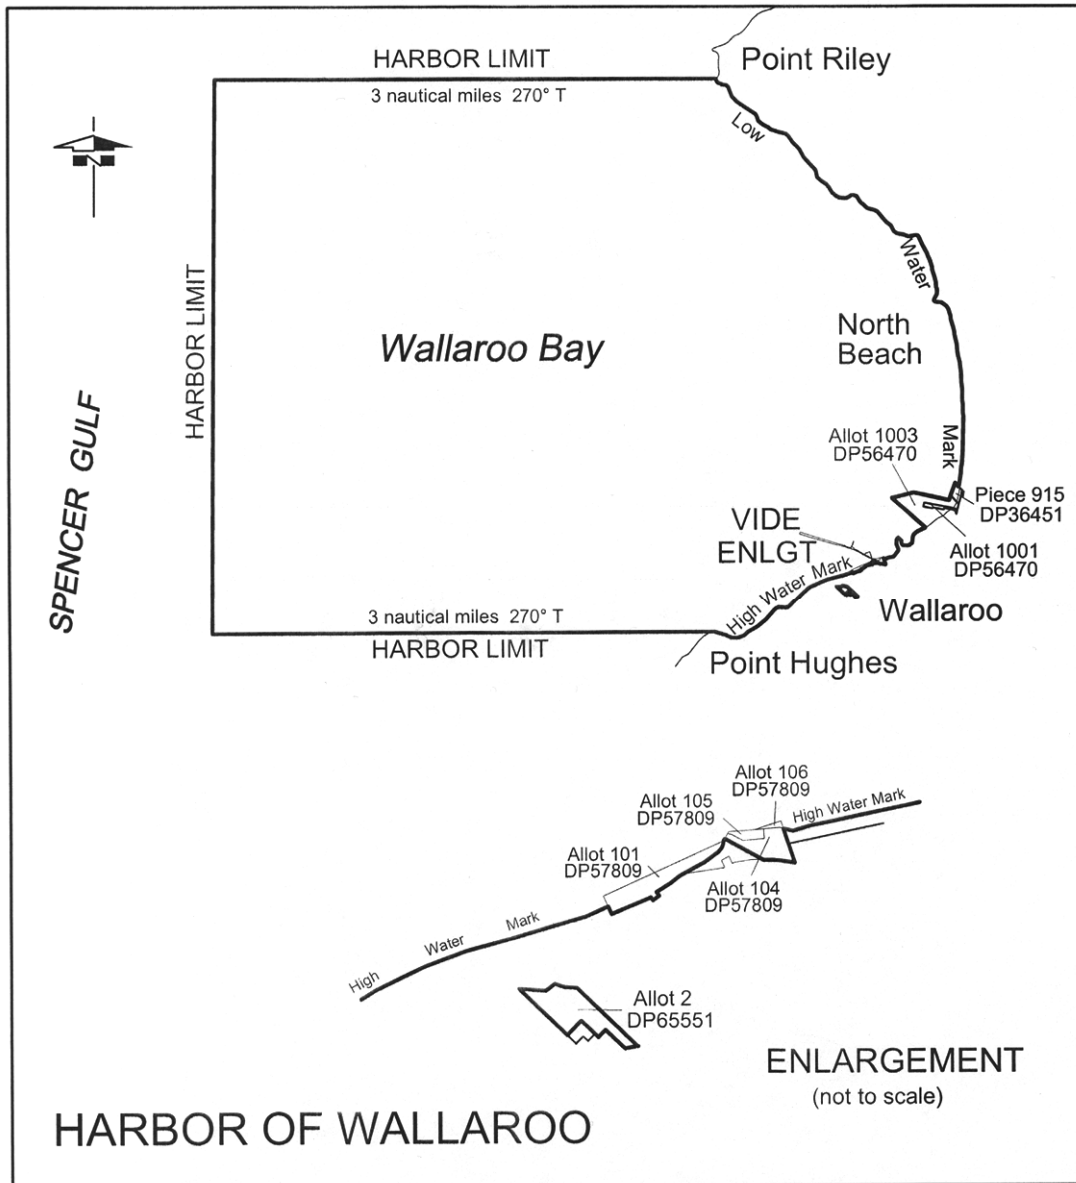 HARBOR LIMIT
3 nautical miles 270° T
Point Riley
Low
Water
Mark
HARBOR LIMIT
SPENCER GULF
Wallaroo Bay
North
Beach
Allot 1003
DP56470
Piece 915
DP36451
Allot 1001
DP56470
VIDE
ENLGT
High Water Mark
Wallaroo
3 nautical miles 270° T
HARBOR LIMIT
Point Hughes
Allot 106
DP57809
Allot 105
DP57809
High Water Mark
Allot 101
DP57809
Allot 104
DP57809
High Water Mark
Allot 2
DP65551
ENLARGEMENT
(not to scale)
HARBOR OF WALLAROO
N